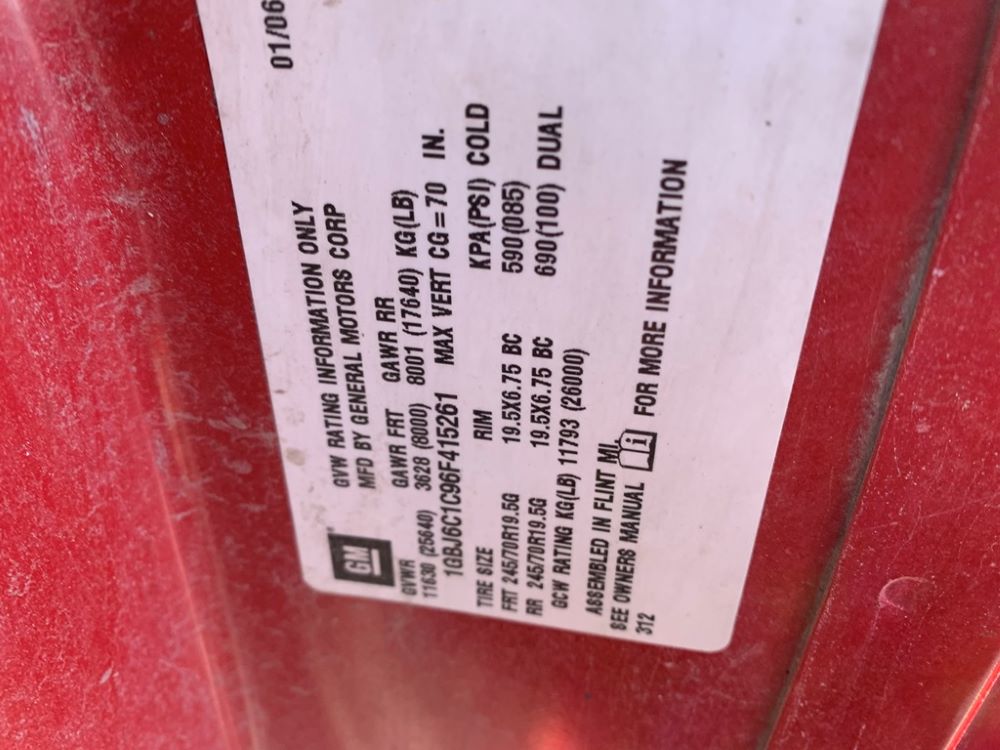 01/06
GVW RATING INFORMATION ONLY
MFD BY GENERAL MOTORS CORP
GM
GVWR GAWR FRT GAWR RR
11630 (25640) 3628 (8000) 8001 (17640) KG(LB)
1GBJ6C1C96F415261 MAX VERT CG = 70 IN.
TIRE SIZE RIM KPA(PSI) COLD
FRT 245/70R19.5G 19.5X6.75 BC 590(085)
RR 245/70R19.5G 19.5X6.75 BC 690(100) DUAL
GCW RATING KG(LB) 11793 (26000)
ASSEMBLED IN FLINT MI.
SEE OWNERS MANUAL i FOR MORE INFORMATION
312